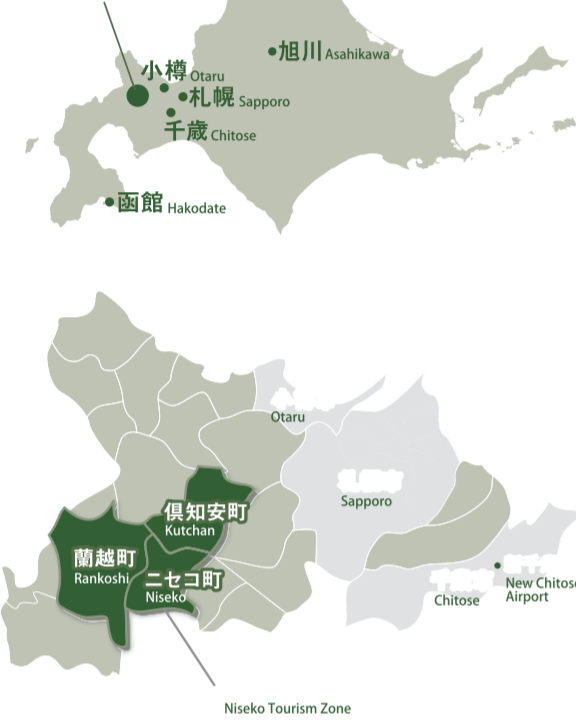 旭川 Asahikawa
小樽 Otaru
札幌 Sapporo
千歳 Chitose
函館 Hakodate
Otaru
Sapporo
倶知安町
Kutchan
蘭越町
Rankoshi
ニセコ町
Niseko
Chitose
New Chitose
Airport
Niseko Tourism Zone